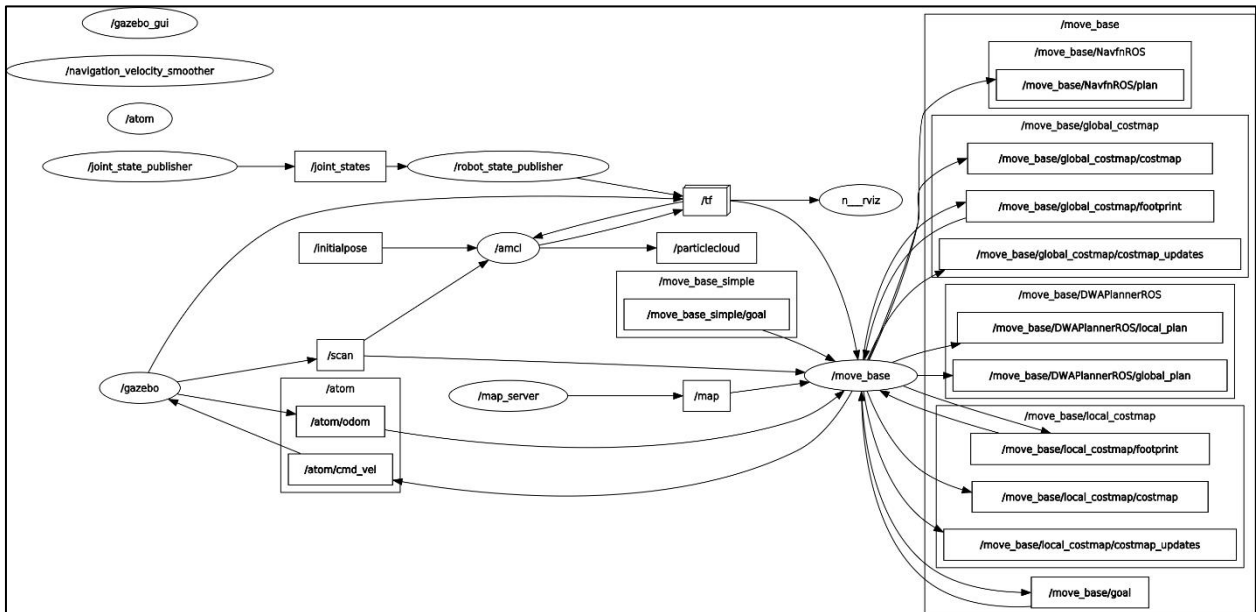 /gazebo_gui
/navigation_velocity_smoother
/atom
/joint_state_publisher
/joint_states
/robot_state_publisher
/tf
n__rviz
/initialpose
/amcl
/particlecloud
/move_base_simple
/move_base_simple/goal
/scan
/gazebo
/atom
/atom/odom
/atom/cmd_vel
/map_server
/map
/move_base
/move_base
/move_base/NavfnROS
/move_base/NavfnROS/plan
/move_base/global_costmap
/move_base/global_costmap/costmap
/move_base/global_costmap/footprint
/move_base/global_costmap/costmap_updates
/move_base/DWAPlannerROS
/move_base/DWAPlannerROS/local_plan
/move_base/DWAPlannerROS/global_plan
/move_base/local_costmap
/move_base/local_costmap/footprint
/move_base/local_costmap/costmap
/move_base/local_costmap/costmap_updates
/move_base/goal